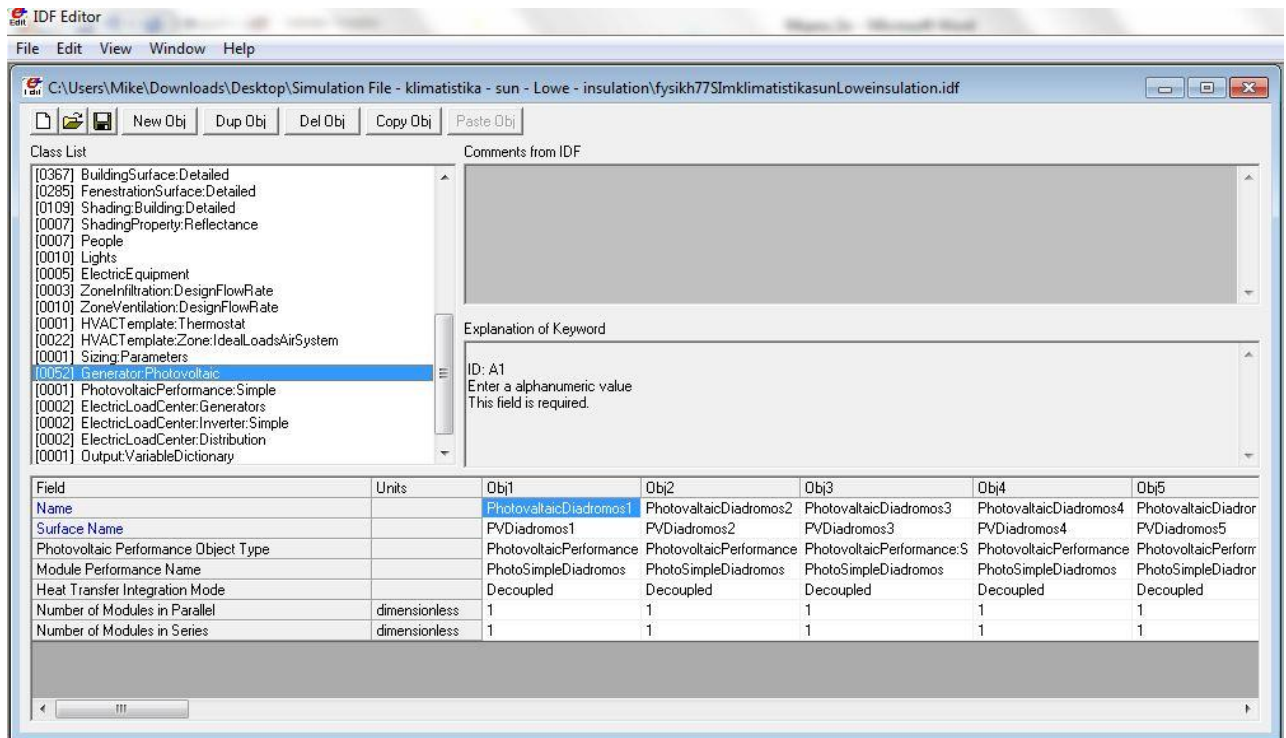 IDF Editor
File Edit View Window Help
C:\Users\Mike\Downloads\Desktop\Simulation File - klimatistika - sun - Lowe - insulation\fysikh77SImklimatistikasunLoweinsulation.idf
New Obj Dup Obj Del Obj Copy Obj Paste Obj
Class List
[0367] BuildingSurface:Detailed
[0285] FenestrationSurface:Detailed
[0109] Shading:Building:Detailed
[0007] ShadingProperty:Reflectance
[0007] People
[0010] Lights
[0005] ElectricEquipment
[0003] ZoneInfiltration:DesignFlowRate
[0010] ZoneVentilation:DesignFlowRate
[0001] HVACTemplate:Thermostat
[0022] HVACTemplate:Zone:IdealLoadsAirSystem
[0001] Sizing:Parameters
[0052] Generator:Photovoltaic
[0001] PhotovoltaicPerformance:Simple
[0002] ElectricLoadCenter:Generators
[0002] ElectricLoadCenter:Inverter:Simple
[0002] ElectricLoadCenter:Distribution
[0001] Output:VariableDictionary
Comments from IDF
Explanation of Keyword
ID: A1
Enter a alphanumeric value
This field is required.
Field Units Obj1 Obj2 Obj3 Obj4 Obj5
Name PhotovaltaicDiadromos1 PhotovaltaicDiadromos2 PhotovaltaicDiadromos3 PhotovaltaicDiadromos4 PhotovaltaicDiadror
Surface Name PVDiadromos1 PVDiadromos2 PVDiadromos3 PVDiadromos4 PVDiadromos5
Photovoltaic Performance Object Type PhotovoltaicPerformance PhotovoltaicPerformance PhotovoltaicPerformance:S PhotovoltaicPerformance PhotovoltaicPerform
Module Performance Name PhotoSimpleDiadromos PhotoSimpleDiadromos PhotoSimpleDiadromos PhotoSimpleDiadromos PhotoSimpleDiadror
Heat Transfer Integration Mode Decoupled Decoupled Decoupled Decoupled Decoupled
Number of Modules in Parallel dimensionless 1 1 1 1 1
Number of Modules in Series dimensionless 1 1 1 1 1